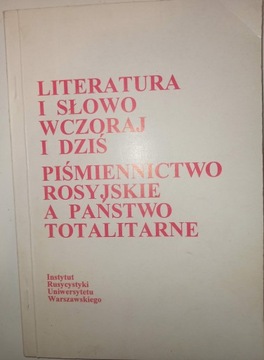 LITERATURA
I SŁOWO
WCZORAJ
I DZIŚ
PIŚMIENNICTWO
ROSYJSKIE
A PAŃSTWO
TOTALITARNE
Instytut
Rusycystyki
Uniwersytetu
Warszawskiego